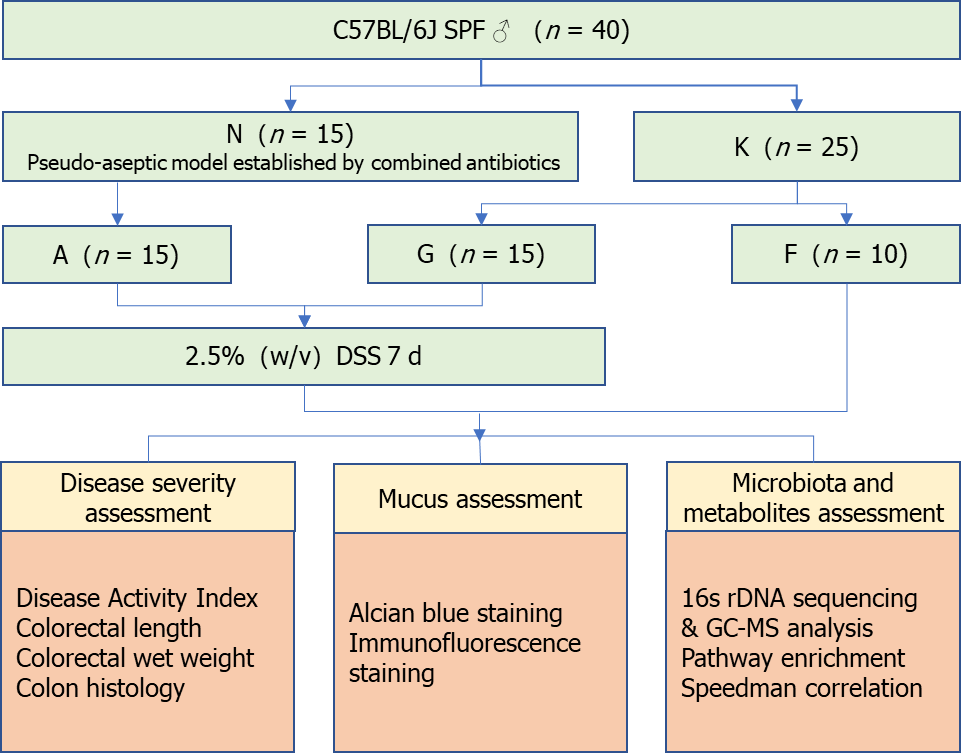 C57BL/6J SPF ♂ (n = 40)
N (n = 15)
Pseudo-aseptic model established by combined antibiotics
K (n = 25)
A (n = 15)
G (n = 15)
F (n = 10)
2.5% (w/v) DSS 7 d
Disease severity
assessment
Disease Activity Index
Colorectal length
Colorectal wet weight
Colon histology
Mucus assessment
Alcian blue staining
Immunofluorescence
staining
Microbiota and
metabolites assessment
16s rDNA sequencing
& GC-MS analysis
Pathway enrichment
Speedman correlation